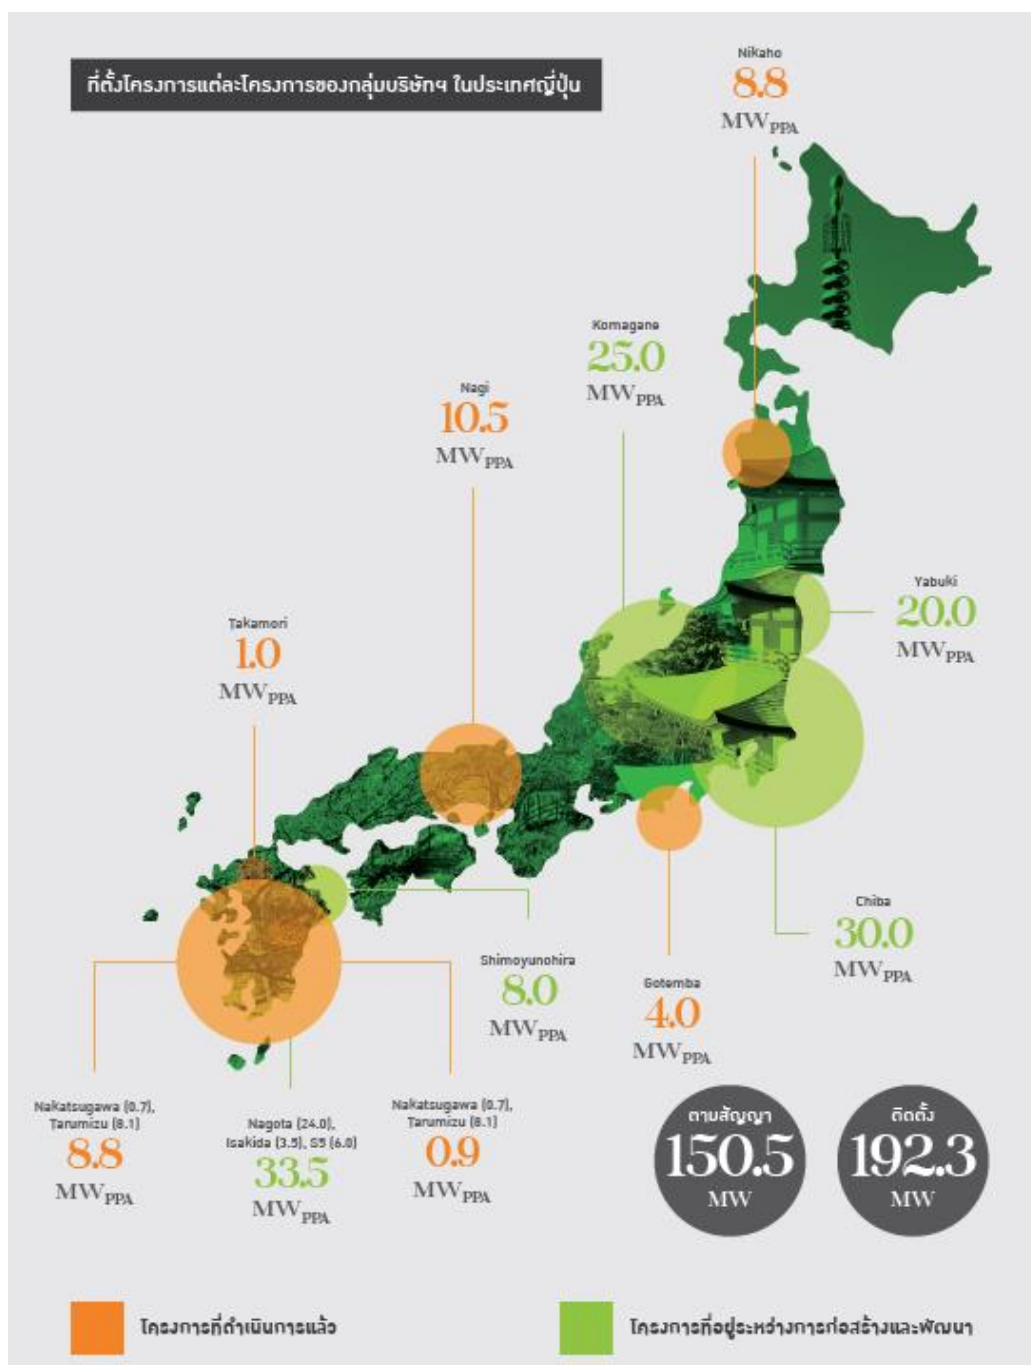 ที่ตั้งโครงการแต่ละโครงการของกลุ่มบริษัทฯ ในประเทศญี่ปุ่น
Nikaho
8.8
MWPPA
Komagane
25.0
MWPPA
Nagi
10.5
MWPPA
Yabuki
20.0
MWPPA
Takamori
1.0
MWPPA
Chiba
30.0
MWPPA
Shimoyunohira
8.0
MWPPA
Gotemba
4.0
MWPPA
Nakatsugawa (0.7),
Tarumizu (8.1)
8.8
MWPPA
Nagota (24.0),
Isakida (3.5), S5 (6.0)
33.5
MWPPA
Nakatsugawa (0.7),
Tarumizu (8.1)
0.9
MWPPA
ตามสัญญา
150.5
MW
ติดตั้ง
192.3
MW
โครงการที่ดำเนินการแล้ว
โครงการที่อยู่ระหว่างการก่อสร้างและพัฒนา